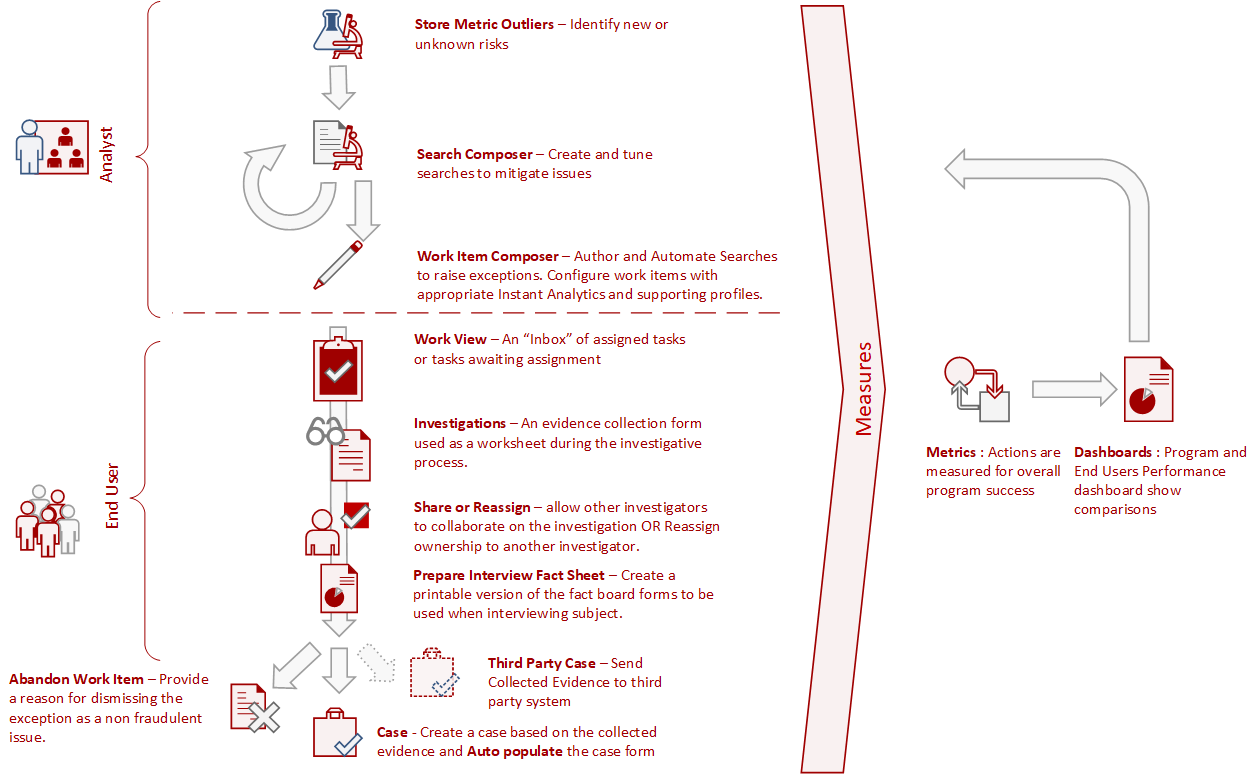 Store Metric Outliers – Identify new or
unknown risks
Analyst
Search Composer – Create and tune
searches to mitigate issues
Work Item Composer – Author and Automate Searches
to raise exceptions. Configure work items with
appropriate Instant Analytics and supporting profiles.
Work View – An “Inbox” of assigned tasks
or tasks awaiting assignment
Investigations – An evidence collection form
used as a worksheet during the investigative
process.
End User
Share or Reassign – allow other investigators
to collaborate on the investigation OR Reassign
ownership to another investigator.
Prepare Interview Fact Sheet – Create a
printable version of the fact board forms to be
used when interviewing subject.
Abandon Work Item – Provide
a reason for dismissing the
exception as a non fraudulent
issue.
Third Party Case – Send
Collected Evidence to third
party system
Case - Create a case based on the collected
evidence and Auto populate the case form
Measures
Metrics : Actions are
measured for overall
program success
Dashboards : Program and
End Users Performance
dashboard show
comparisons